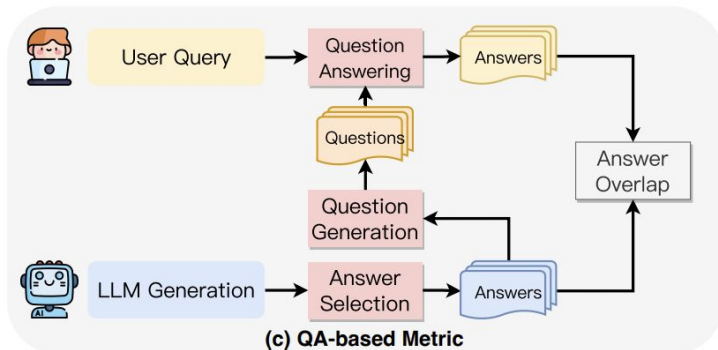 User Query
Question
Answering
Answers
Questions
Answer
Overlap
Question
Generation
LLM Generation
Answer
Selection
Answers
AI
(c) QA-based Metric